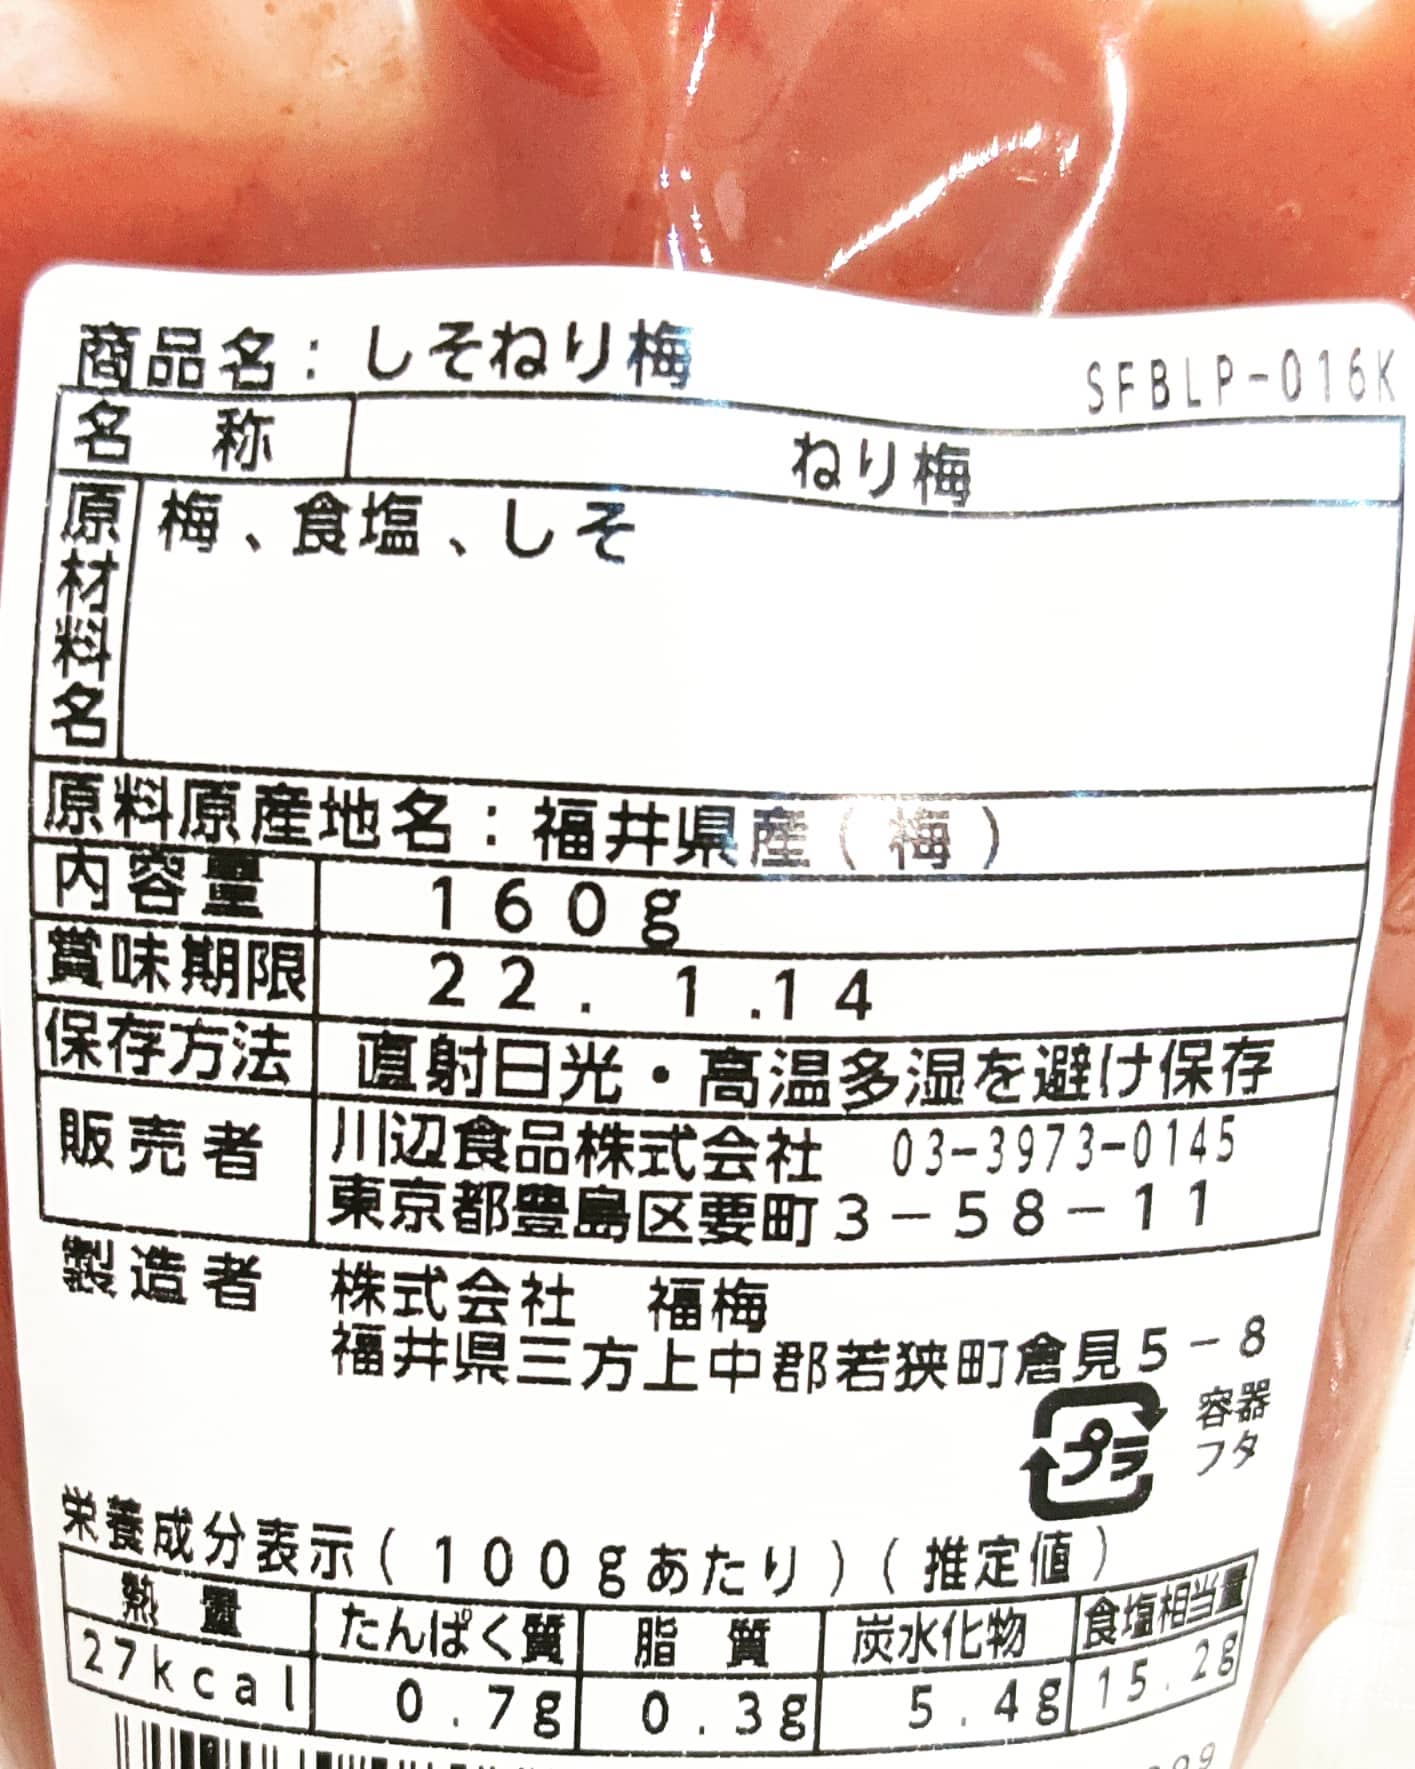 商品名：しそねり梅
SFBLP-016K
名 称 ねり梅
原材料名 梅、食塩、しそ
原料原産地名：福井県産（梅）
内容量 160g
賞味期限 22. 1.14
保存方法 直射日光・高温多湿を避け保存
販売者 川辺食品株式会社 03-3973-0145
東京都豊島区要町3－58－11
製造者 株式会社 福梅
福井県三方上中郡若狭町倉見5－8
プラ 容器
フタ
栄養成分表示（100gあたり）（推定値）
熱 量 たんぱく質 脂 質 炭水化物 食塩相当量
27kcal 0.7g 0.3g 5.4g 15.2g